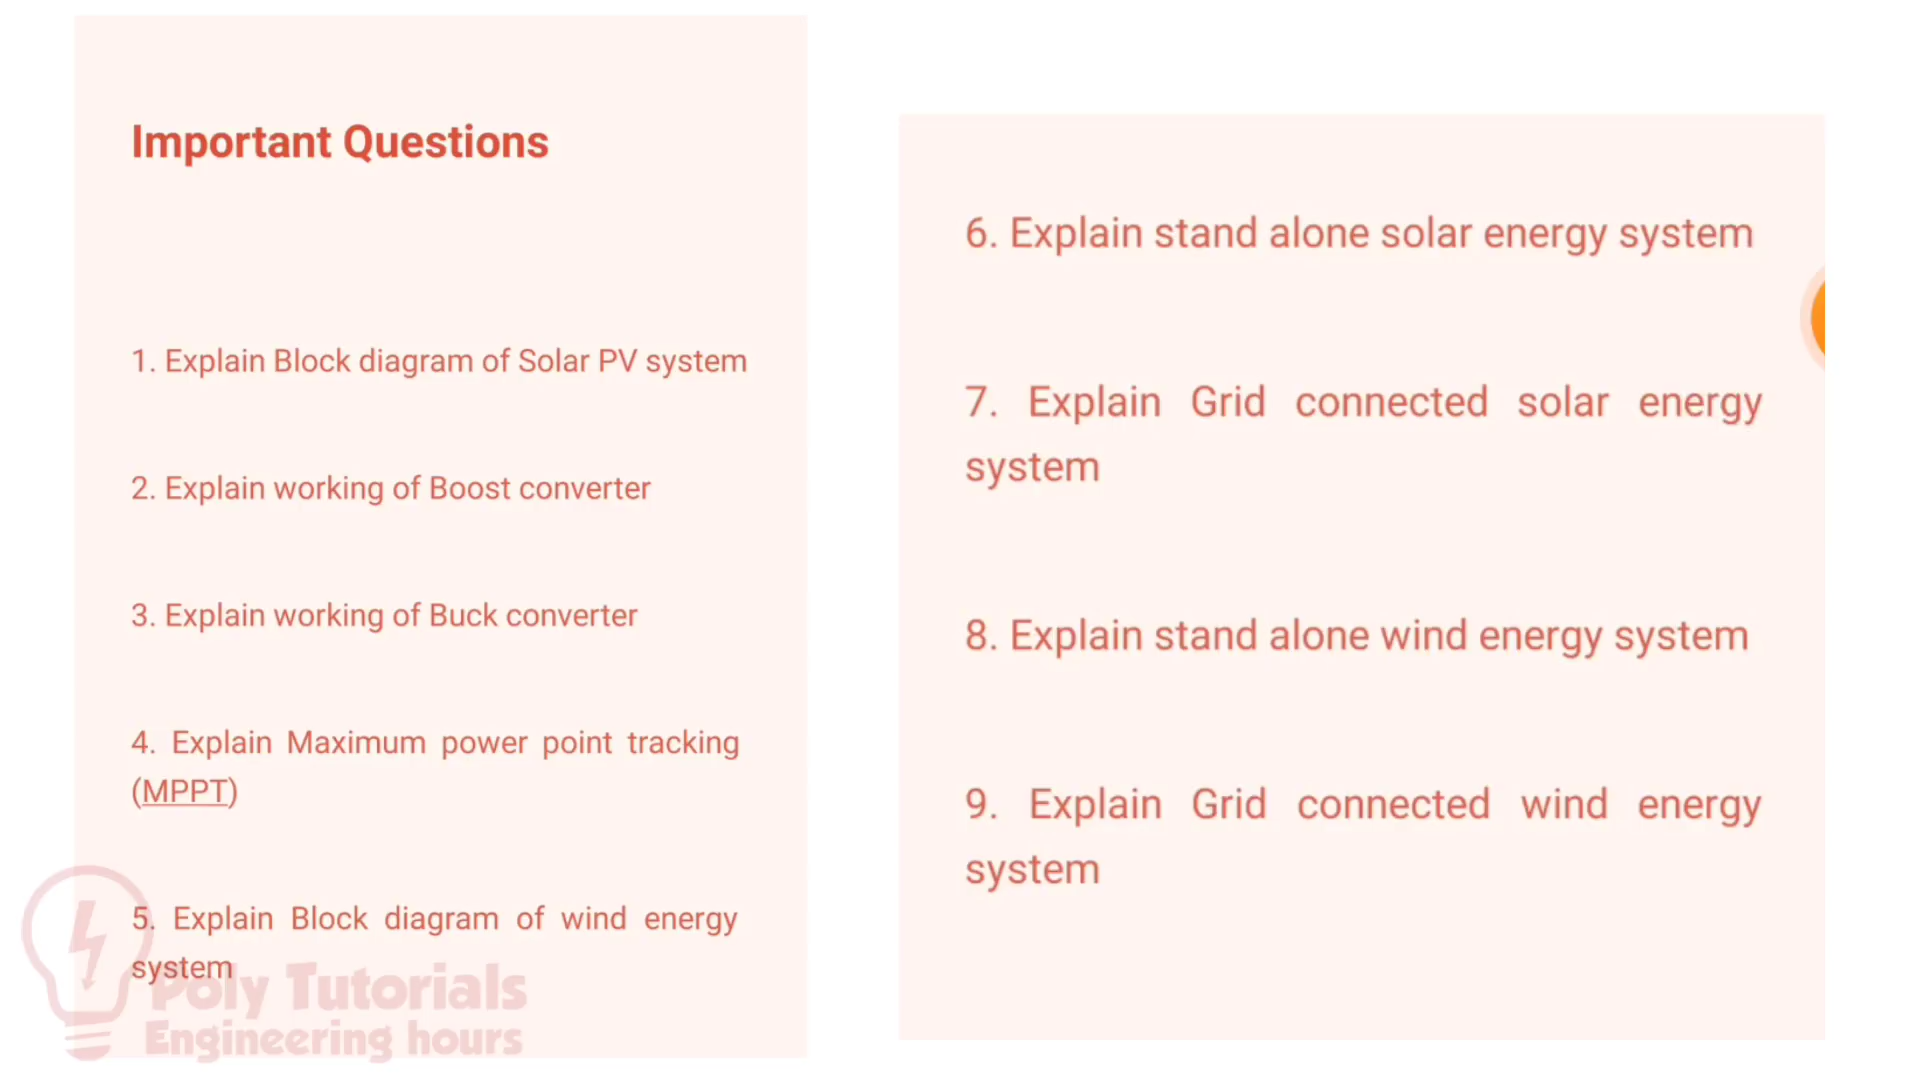 Important Questions
1. Explain Block diagram of Solar PV system
2. Explain working of Boost converter
3. Explain working of Buck converter
4. Explain Maximum power point tracking
(MPPT)
5. Explain Block diagram of wind energy
system
Poly Tutorials
Engineering hours
6. Explain stand alone solar energy system
7. Explain Grid connected solar energy
system
8. Explain stand alone wind energy system
9. Explain Grid connected wind energy
system